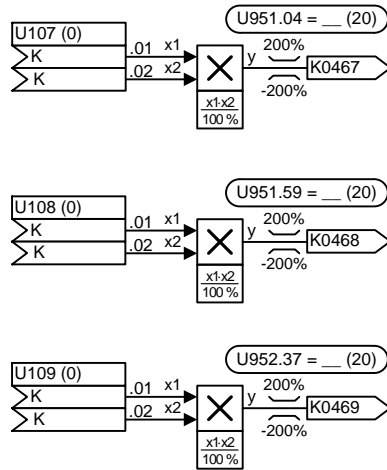 U951.04 = __ (20)
U107 (0)
K .01 x1
K .02 x2
y 200%
-200%
K0467
x1·x2
100 %
U951.59 = __ (20)
U108 (0)
K .01 x1
K .02 x2
y 200%
-200%
K0468
x1·x2
100 %
U952.37 = __ (20)
U109 (0)
K .01 x1
K .02 x2
y 200%
-200%
K0469
x1·x2
100 %